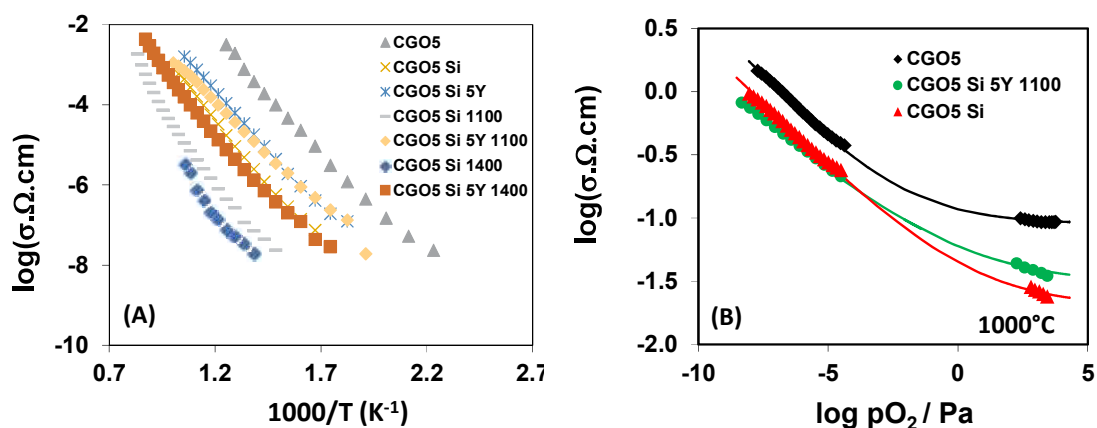 -2
-4
-6
-8
-10
0.7
1.2
1.7
2.2
2.7
log(σ.Ω.cm)
1000/T (K⁻¹)
(A)
CGO5
CGO5 Si
CGO5 Si 5Y
CGO5 Si 1100
CGO5 Si 5Y 1100
CGO5 Si 1400
CGO5 Si 5Y 1400
0.5
0.0
-0.5
-1.0
-1.5
-2.0
-10
-5
0
5
log(σ.Ω.cm)
log pO₂ / Pa
(B)
1000°C
CGO5
CGO5 Si 5Y 1100
CGO5 Si